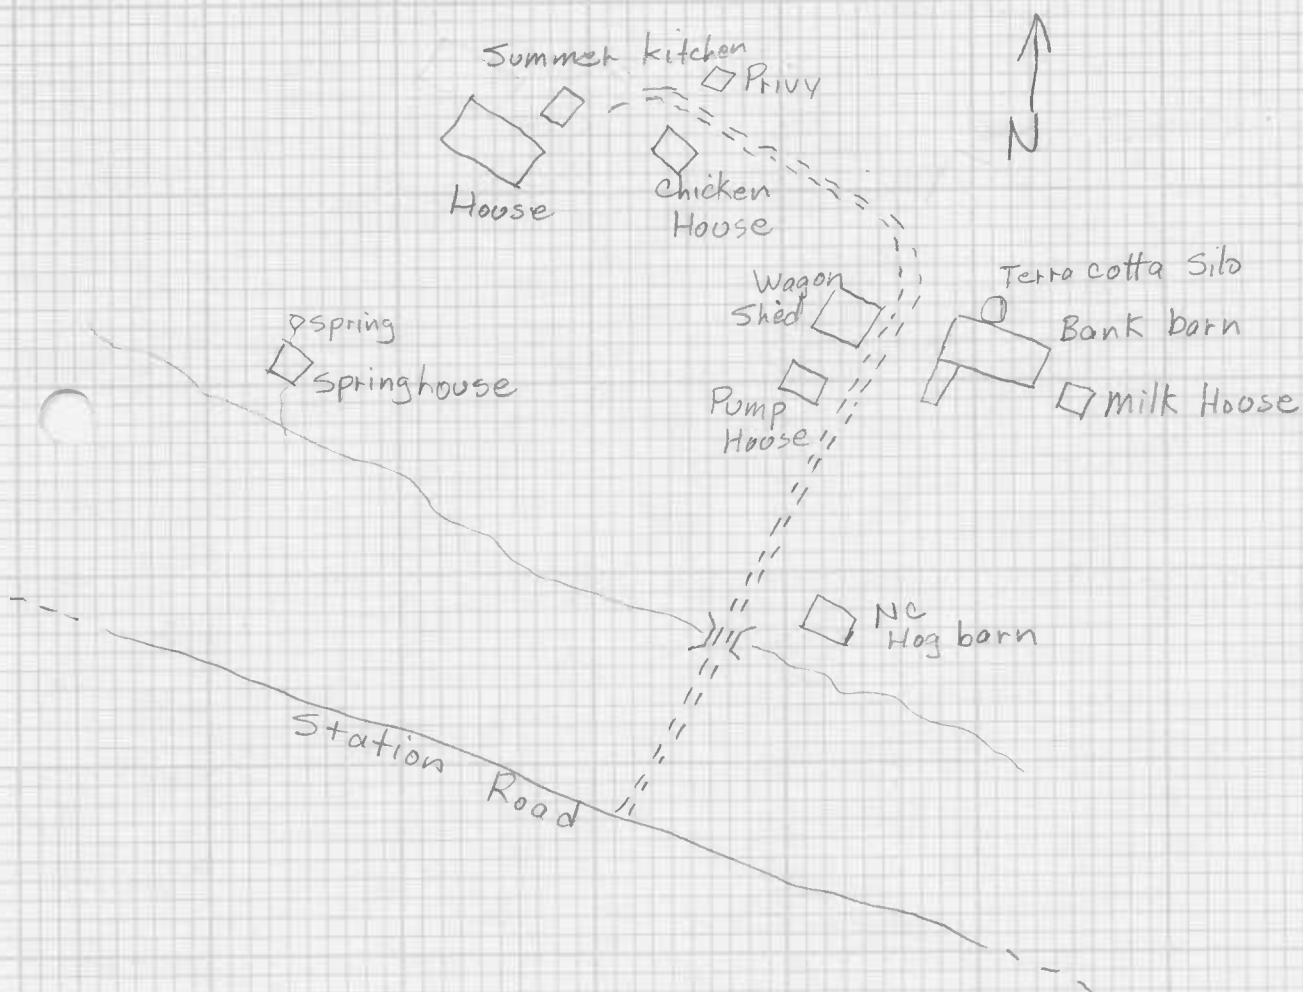 Summer kitchen
Privy
N
House
Chicken
House
Wagon
Shed
Terra cotta Silo
Bank barn
Spring
Springhouse
Pump
House
Milk House
NC
Hog barn
Station
Road